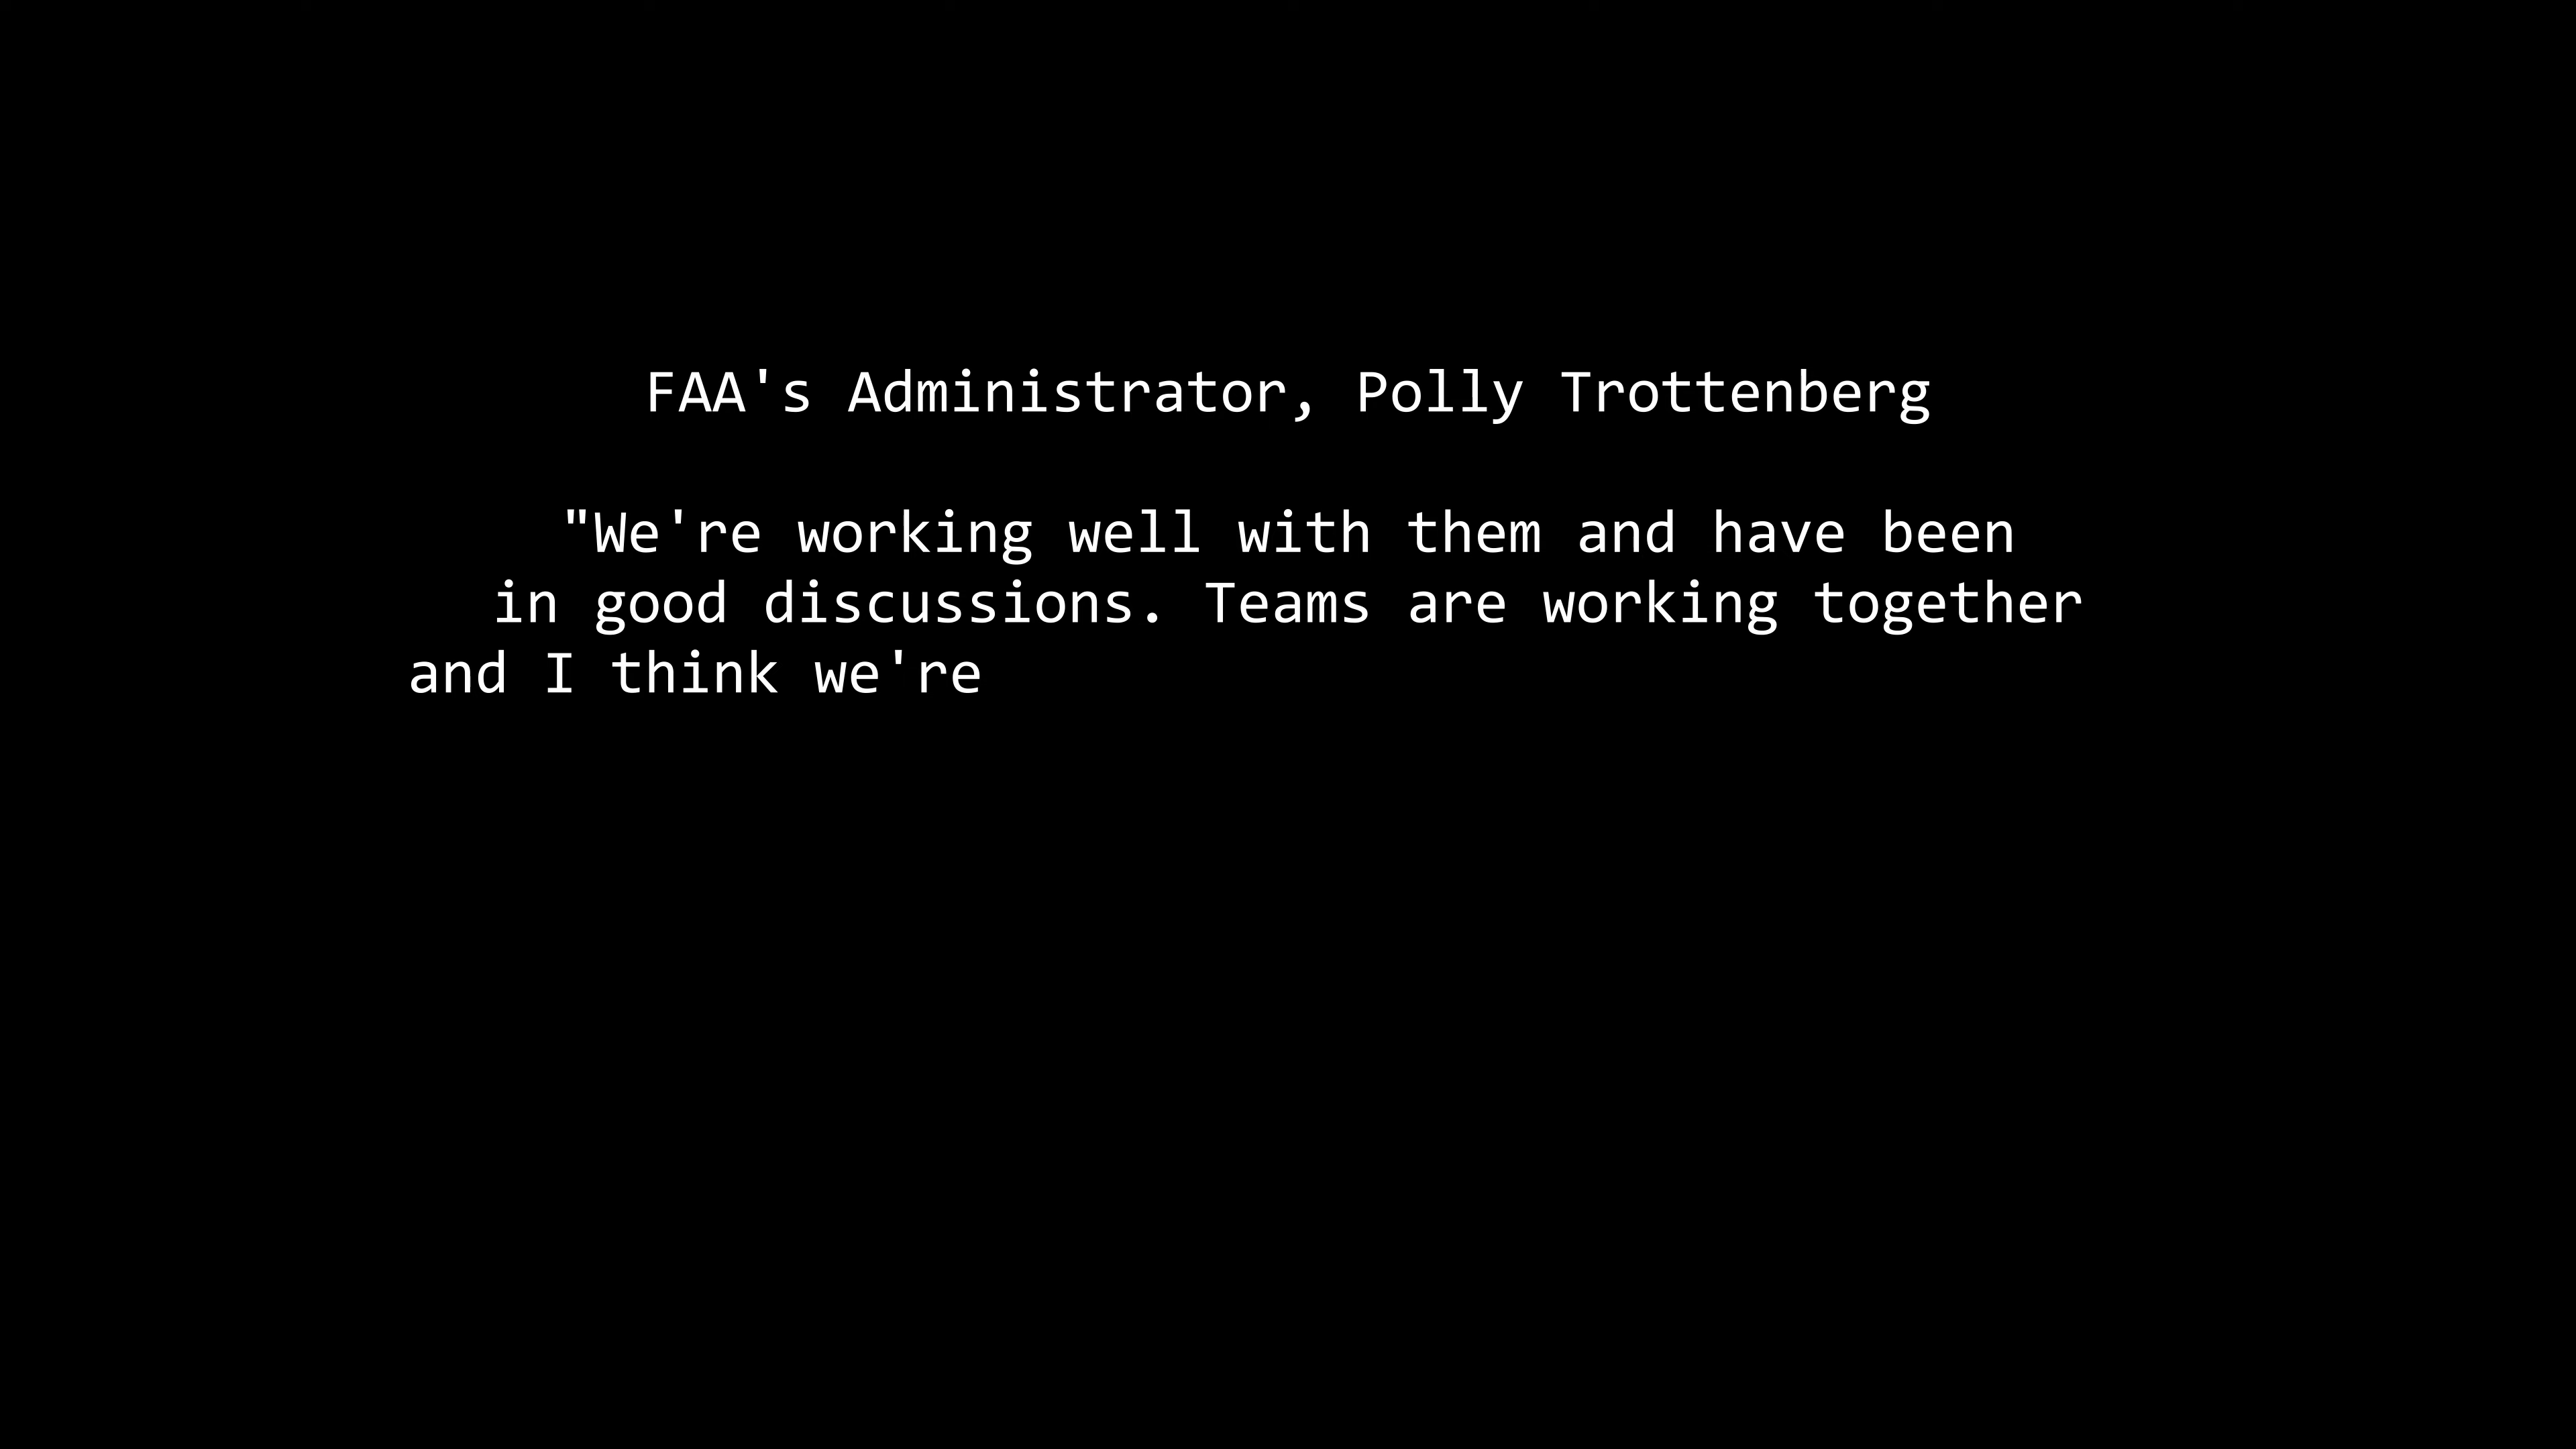 FAA's Administrator, Polly Trottenberg
"We're working well with them and have been
in good discussions. Teams are working together
and I think we're